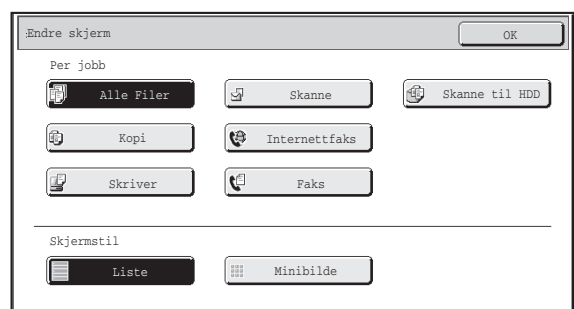 Endre skjerm
OK
Per jobb
Alle Filer
Skanne
Skanne til HDD
Kopi
Internettfaks
Skriver
Faks
Skjermstil
Liste
Minibilde